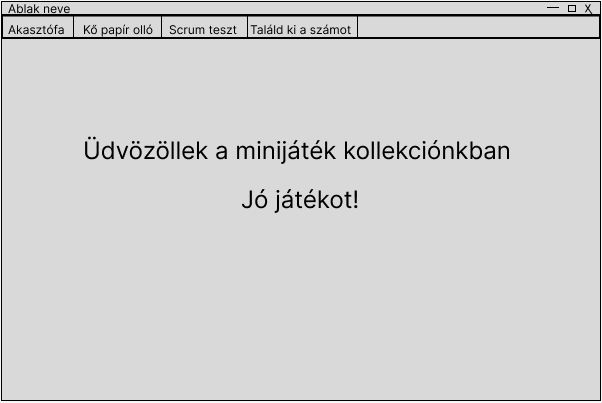 Ablak neve X
Akasztófa Kő papír olló Scrum teszt Találd ki a számot
Üdvözöllek a minijáték kollekciónkban
Jó játékot!